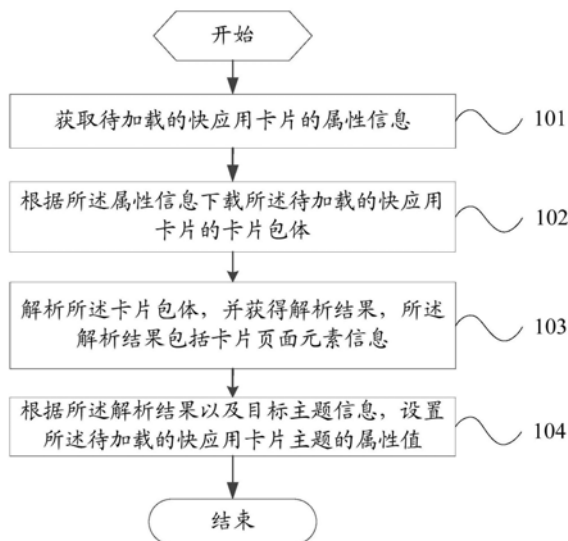 开始
获取待加载的快应用卡片的属性信息
101
根据所述属性信息下载所述待加载的快应用
卡片的卡片包体
102
解析所述卡片包体，并获得解析结果，所述
解析结果包括卡片页面元素信息
103
根据所述解析结果以及目标主题信息，设置
所述待加载的快应用卡片主题的属性值
104
结束